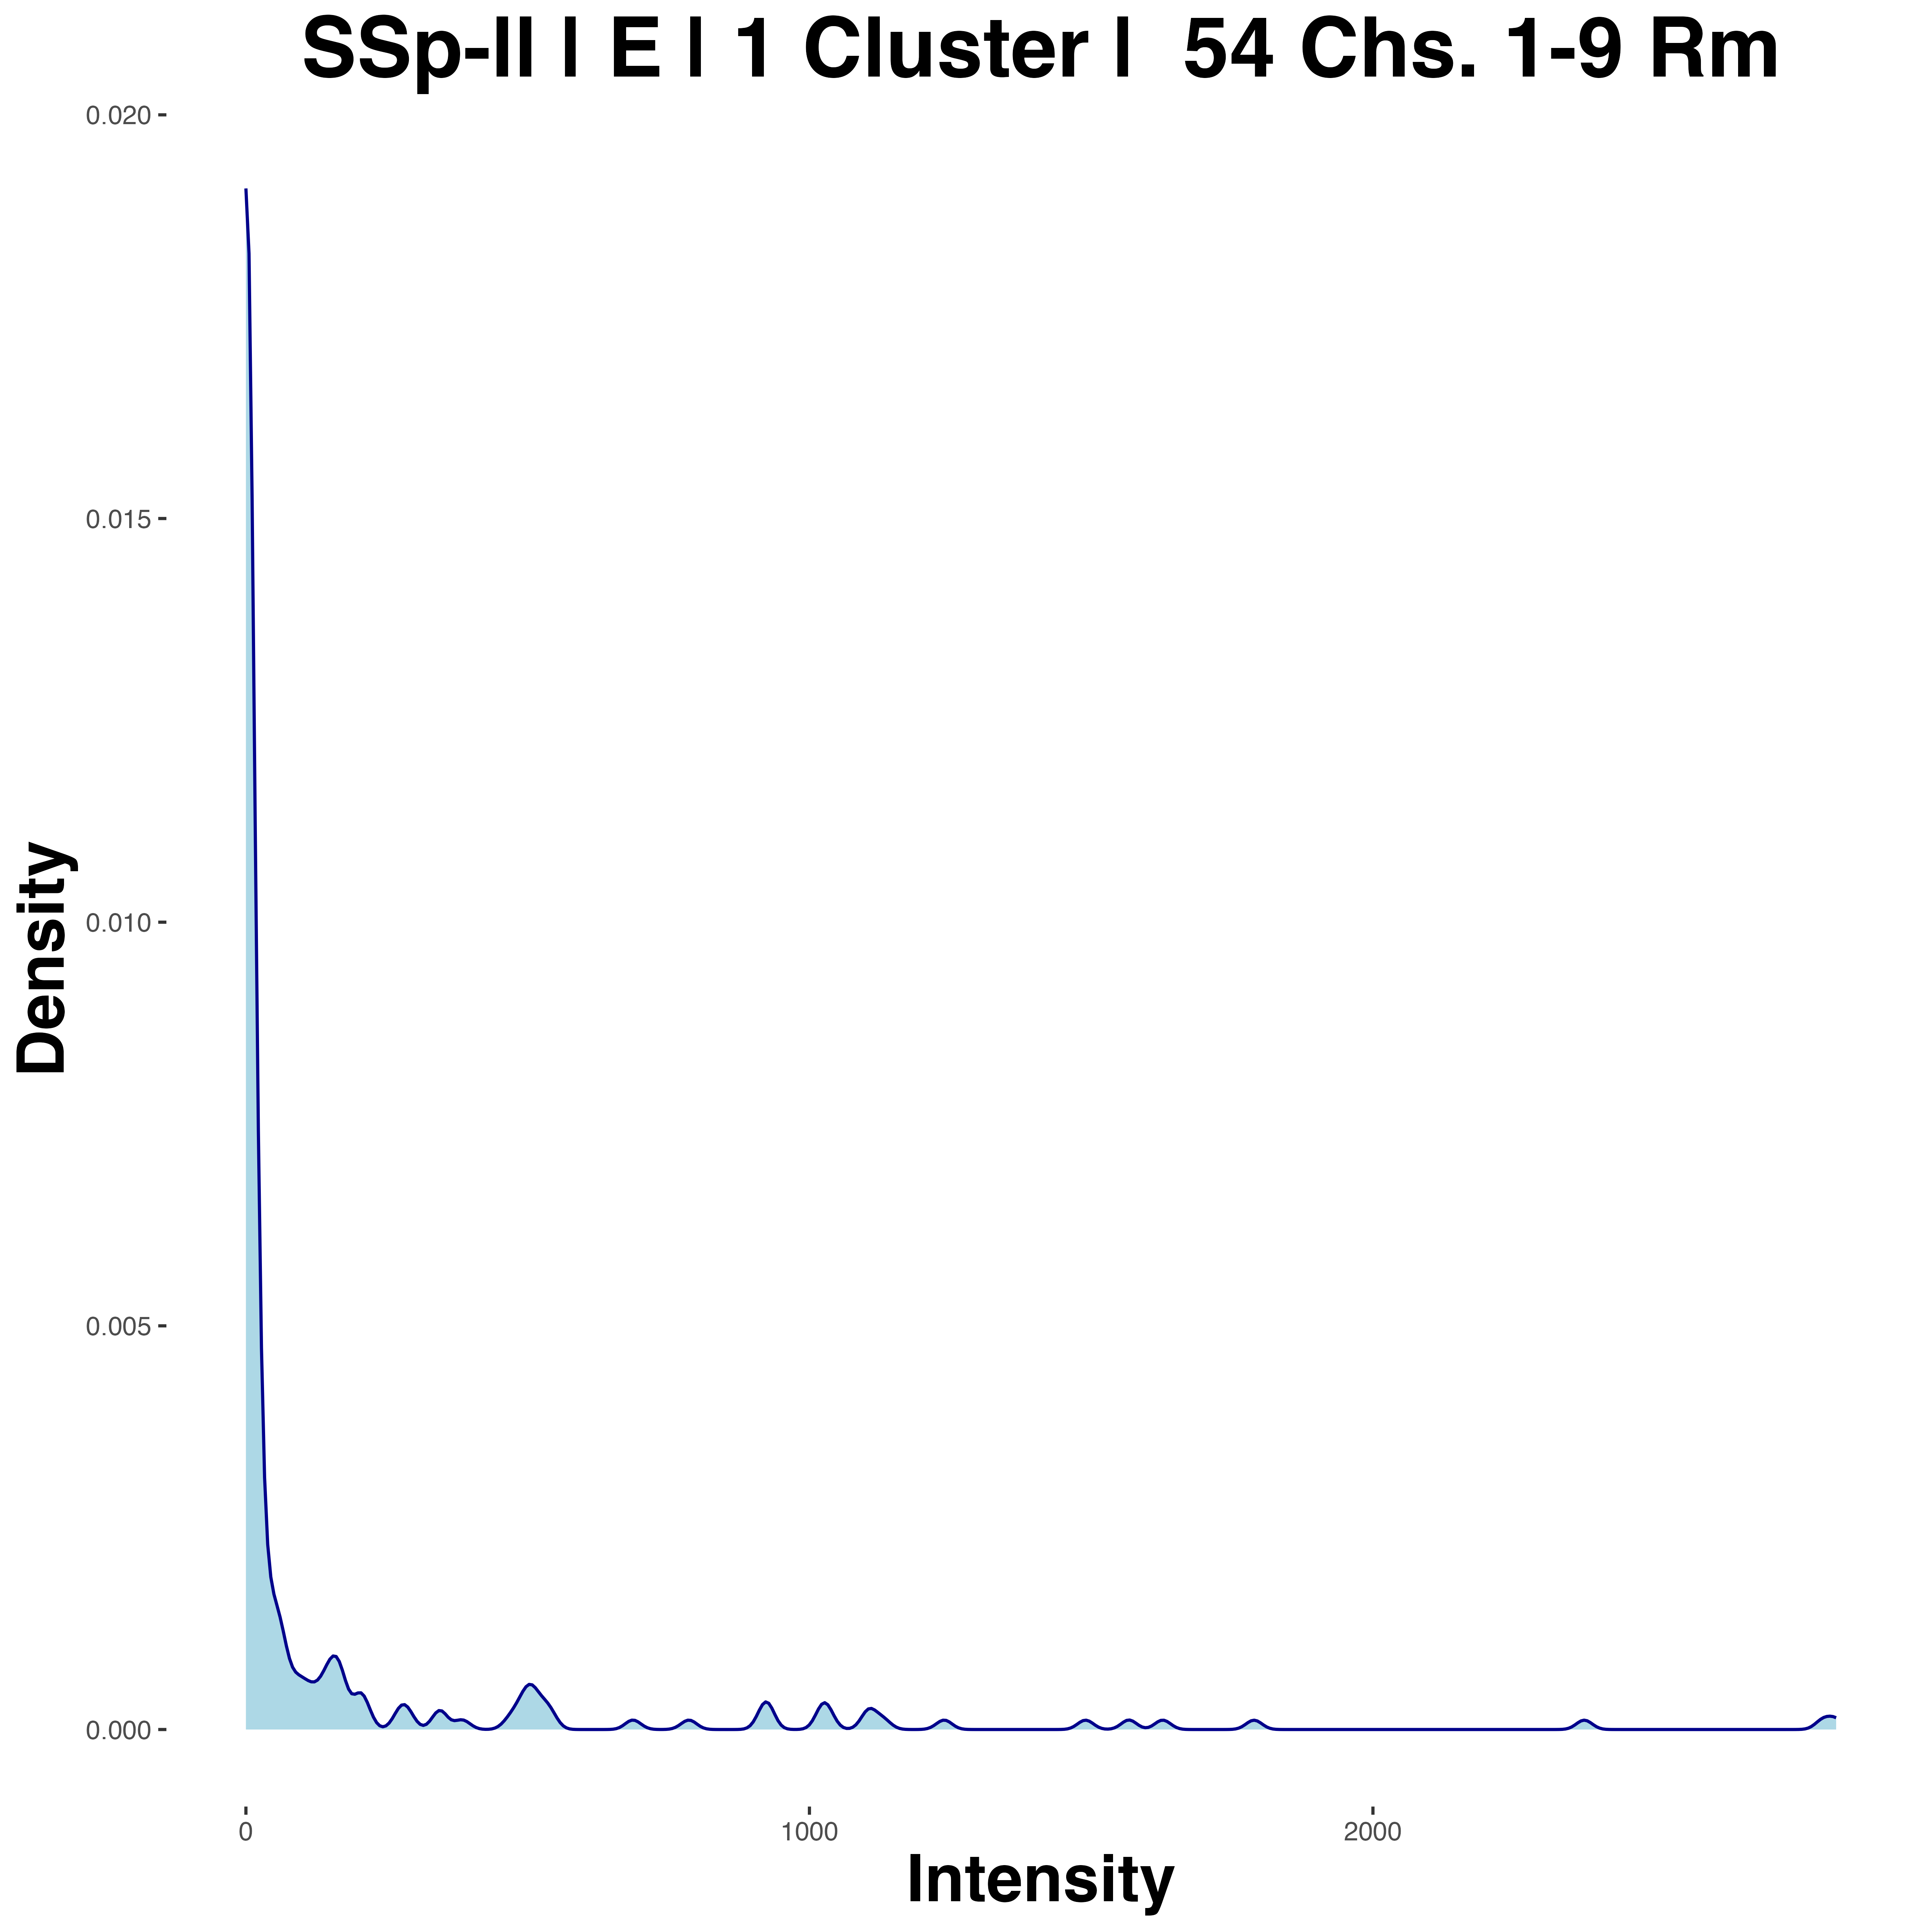 SSp-ll | E | 1 Cluster | 54 Chs. 1-9 Rm
0.020
0.015
0.010
0.005
0.000
Density
0 1000 2000
Intensity